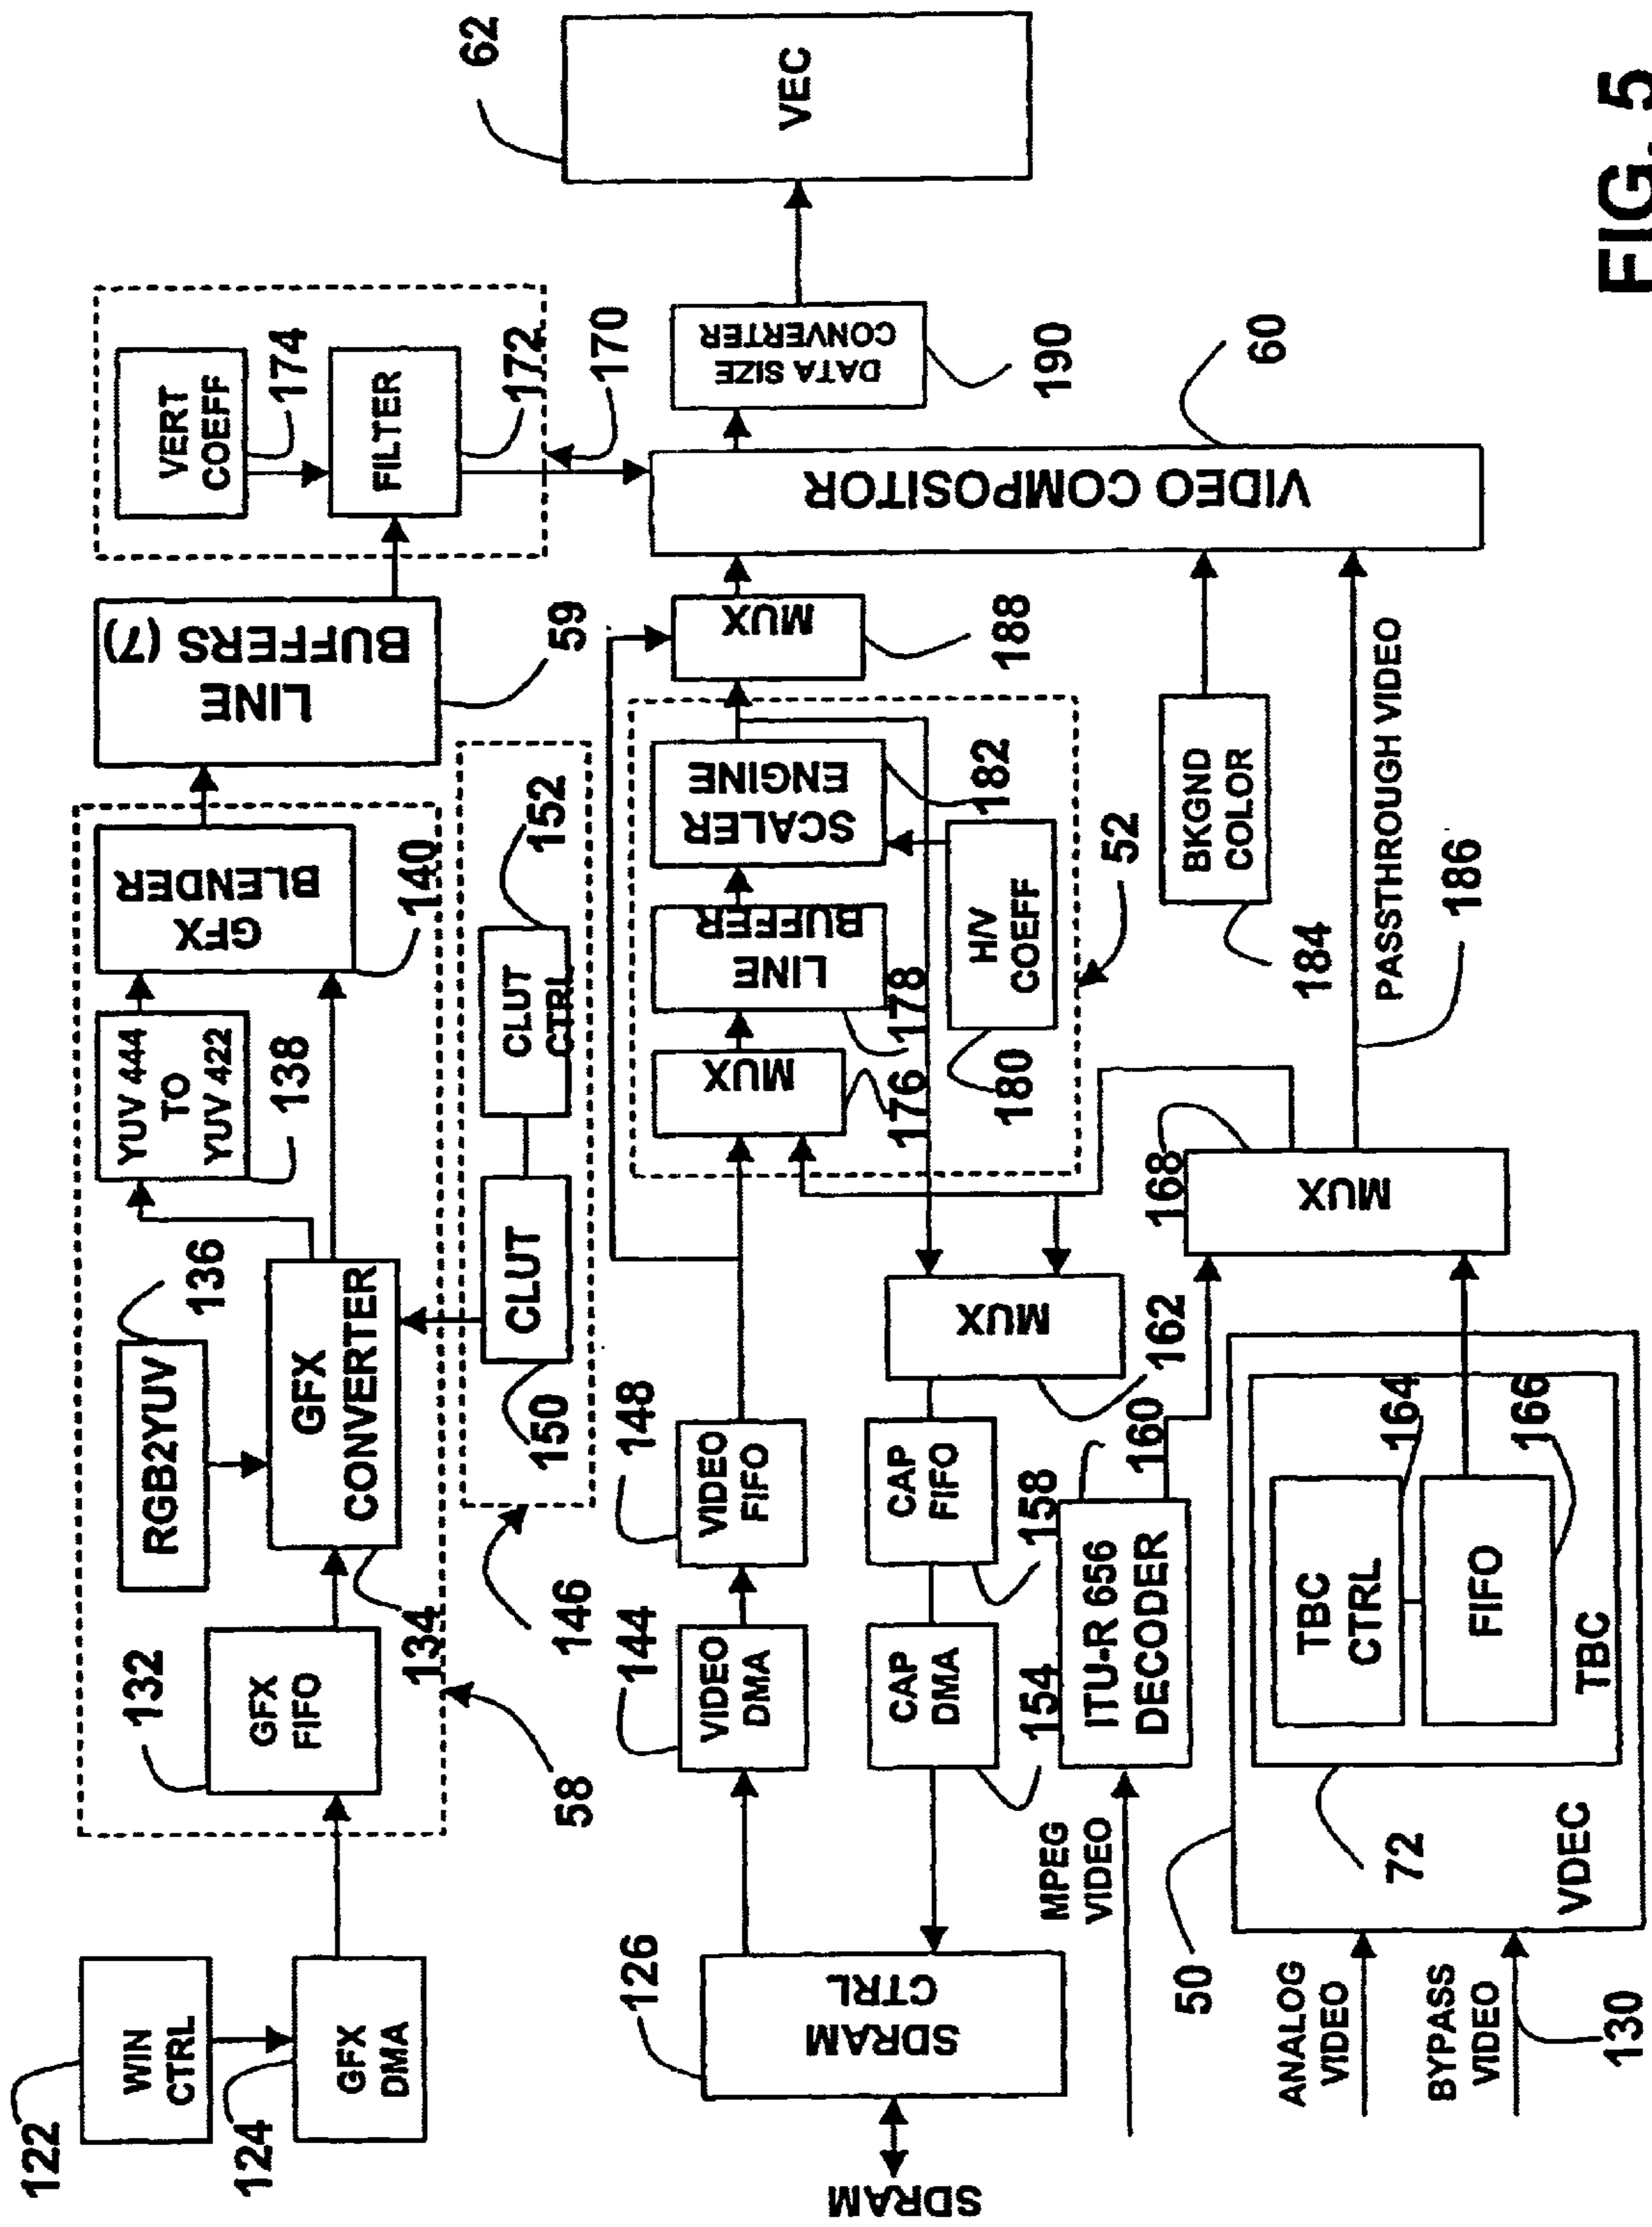 122
WIN
CTRL
124
GFX
DMA
132
GFX
FIFO
134
58
RGB2YUV
136
GFX
CONVERTER
YUV 444
TO
YUV 422
138
GFX
BLENDER
140
LINE
BUFFERS (7)
59
VERT
COEFF
174
FILTER
172
170
62
VEC
146
150
CLUT
CLUT
CTRL
152
SDRAM
126
SDRAM
CTRL
144
VIDEO
DMA
148
VIDEO
FIFO
CAP
DMA
154
CAP
FIFO
158
MUX
162
MUX
176
LINE
BUFFER
178
SCALER
ENGINE
182
H/V
COEFF
180
52
MUX
188
DATA SIZE
CONVERTER
190
VIDEO COMPOSITOR
60
MPEG
VIDEO
ITU-R 656
DECODER
160
168
MUX
BKGND
COLOR
184
PASSTHROUGH VIDEO
186
50
ANALOG
VIDEO
BYPASS
VIDEO
130
VDEC
72
TBC
CTRL
164
FIFO
166
TBC
FIG. 5